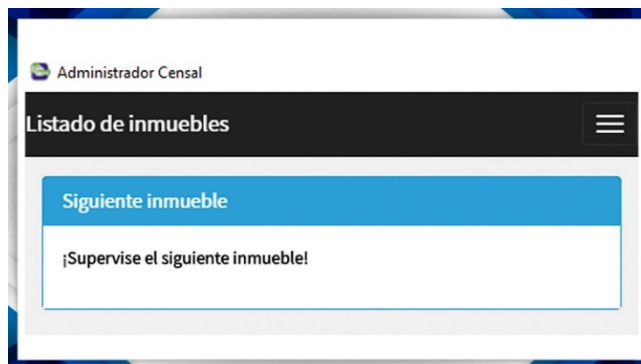 Administrador Censal
Listado de inmuebles
Siguiente inmueble
¡Supervise el siguiente inmueble!